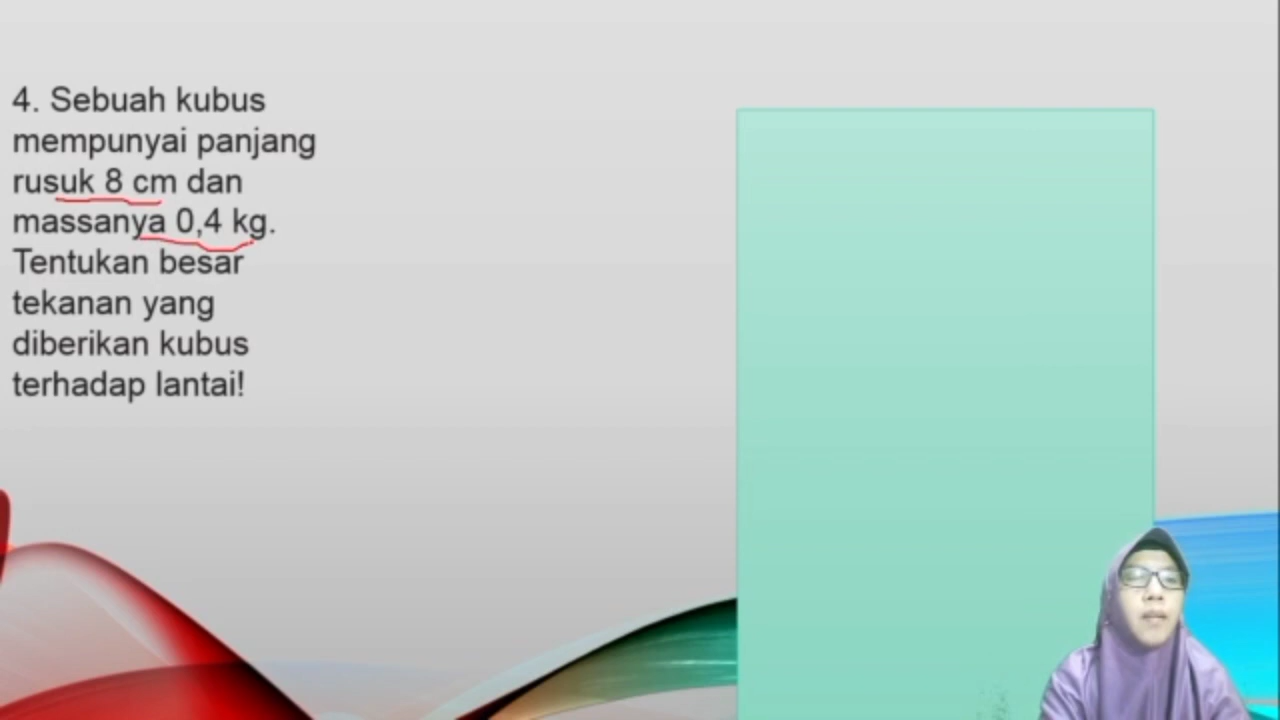 4. Sebuah kubus
mempunyai panjang
rusuk 8 cm dan
massanya 0,4 kg.
Tentukan besar
tekanan yang
diberikan kubus
terhadap lantai!